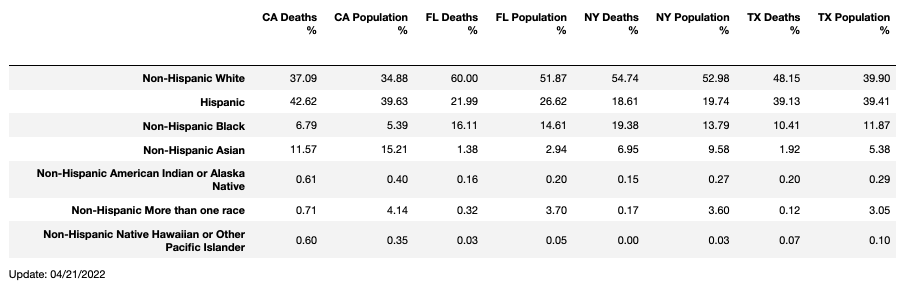 CA Deaths % CA Population % FL Deaths % FL Population % NY Deaths % NY Population % TX Deaths % TX Population %
Non-Hispanic White 37.09 34.88 60.00 51.87 54.74 52.98 48.15 39.90
Hispanic 42.62 39.63 21.99 26.62 18.61 19.74 39.13 39.41
Non-Hispanic Black 6.79 5.39 16.11 14.61 19.38 13.79 10.41 11.87
Non-Hispanic Asian 11.57 15.21 1.38 2.94 6.95 9.58 1.92 5.38
Non-Hispanic American Indian or Alaska Native 0.61 0.40 0.16 0.20 0.15 0.27 0.20 0.29
Non-Hispanic More than one race 0.71 4.14 0.32 3.70 0.17 3.60 0.12 3.05
Non-Hispanic Native Hawaiian or Other Pacific Islander 0.60 0.35 0.03 0.05 0.00 0.03 0.07 0.10
Update: 04/21/2022